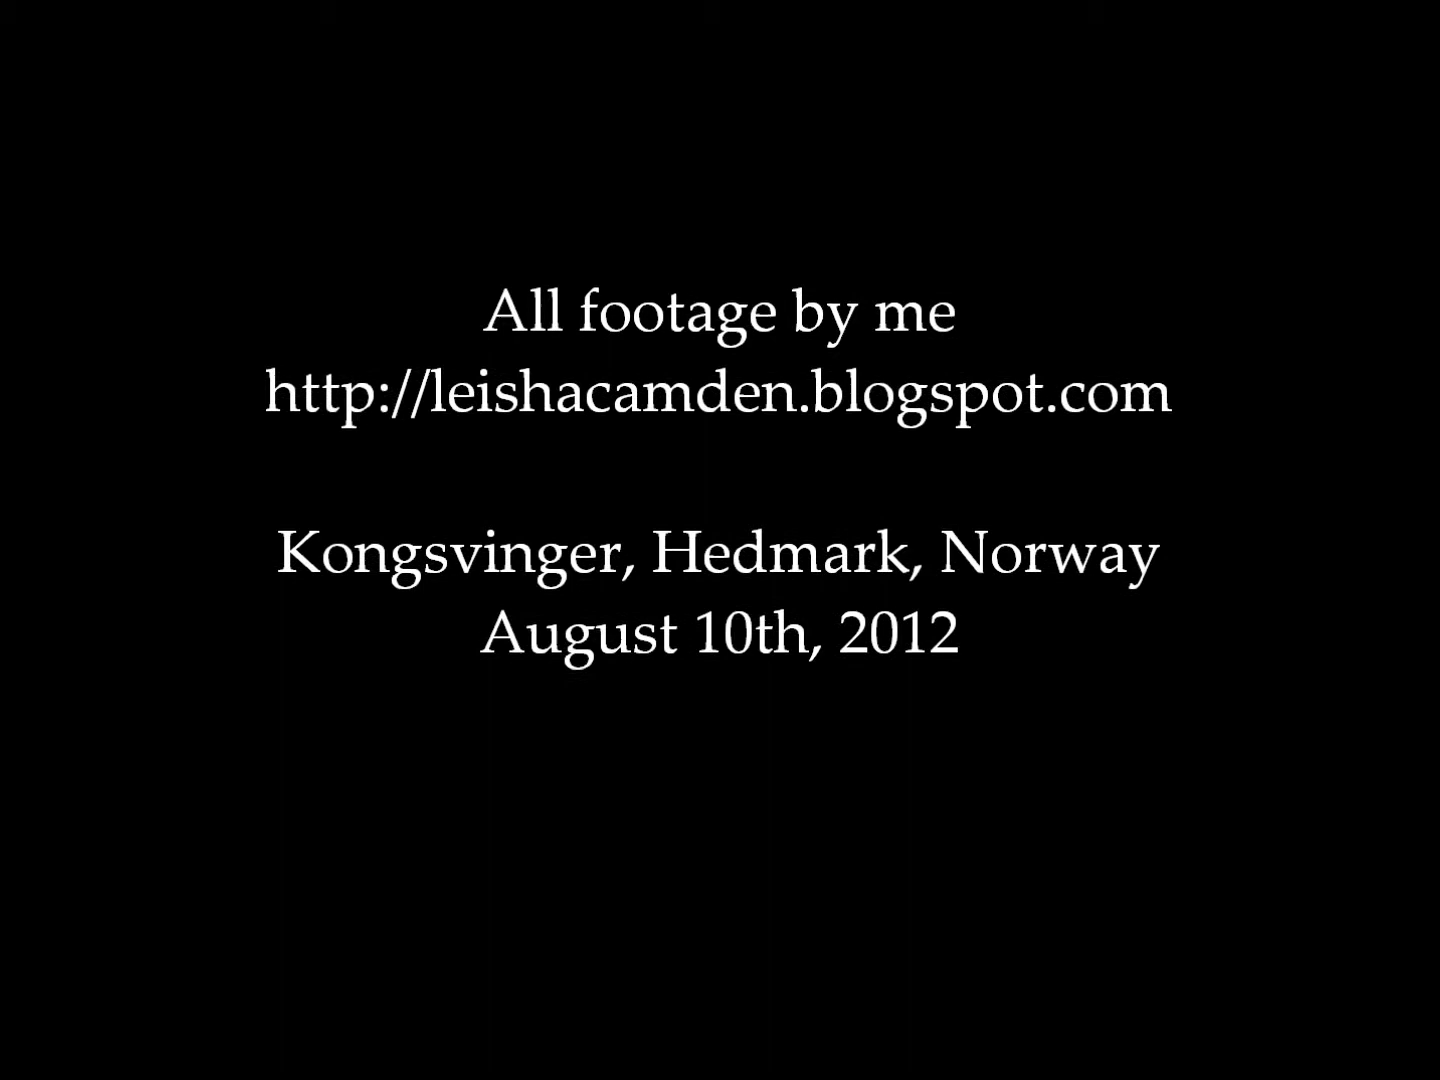 All footage by me
http://leishacamden.blogspot.com
Kongsvinger, Hedmark, Norway
August 10th, 2012